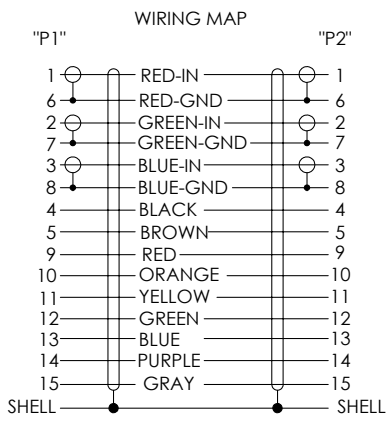 WIRING MAP
"P1" "P2"
1 RED-IN 1
6 RED-GND 6
2 GREEN-IN 2
7 GREEN-GND 7
3 BLUE-IN 3
8 BLUE-GND 8
4 BLACK 4
5 BROWN 5
9 RED 9
10 ORANGE 10
11 YELLOW 11
12 GREEN 12
13 BLUE 13
14 PURPLE 14
15 GRAY 15
SHELL SHELL